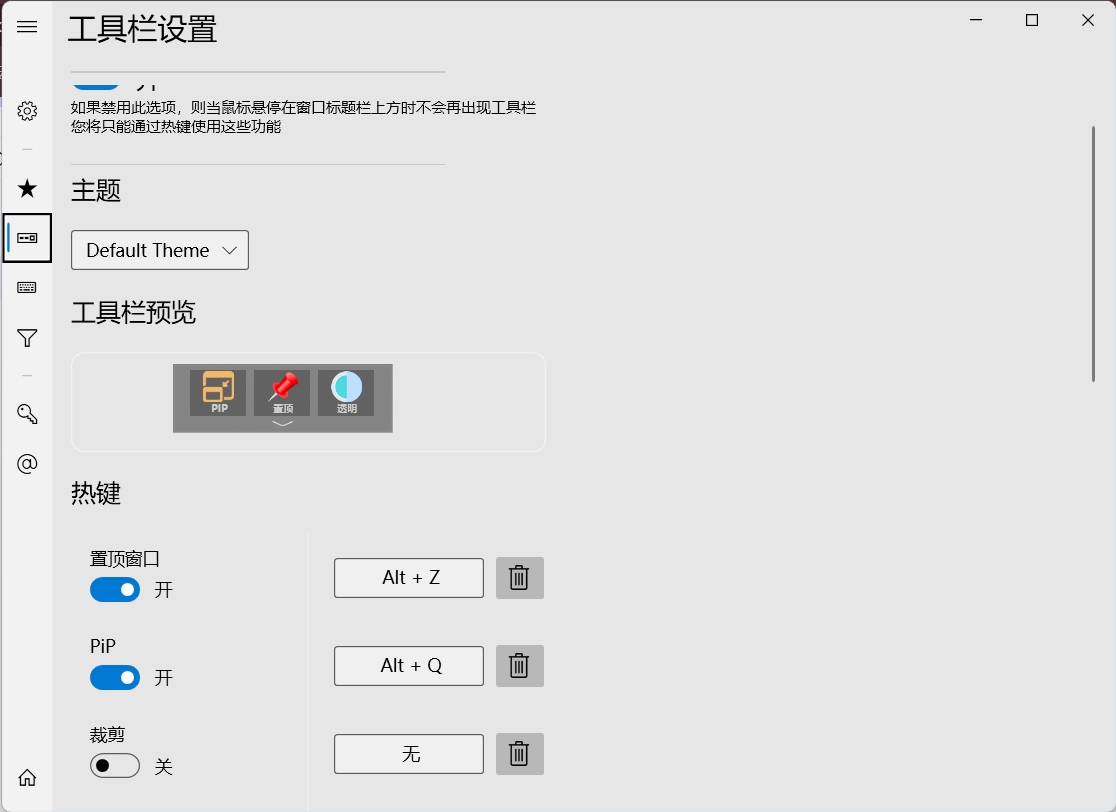 工具栏设置
如果禁用此选项，则当鼠标悬停在窗口标题栏上方时不会再出现工具栏
您将只能通过热键使用这些功能
主题
Default Theme
工具栏预览
PIP
置顶
透明
热键
置顶窗口
开
Alt + Z
PiP
开
Alt + Q
裁剪
关
无